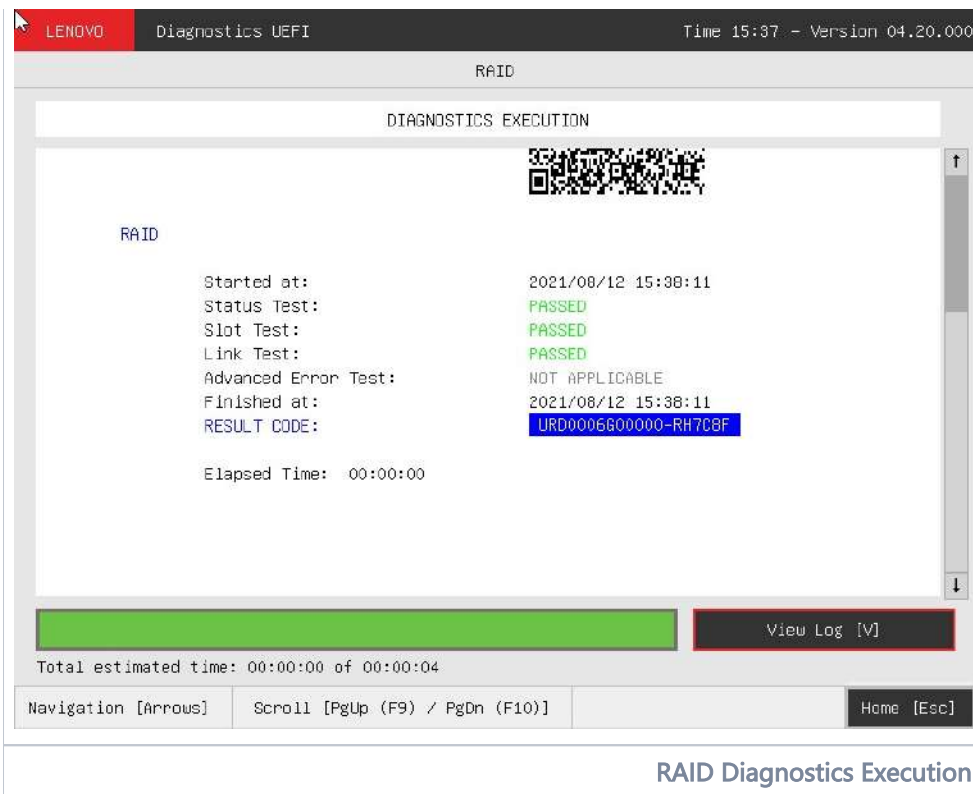 LENOVO Diagnostics UEFI Time 15:37 - Version 04.20.000
RAID
DIAGNOSTICS EXECUTION
RAID
Started at: 2021/08/12 15:38:11
Status Test: PASSED
Slot Test: PASSED
Link Test: PASSED
Advanced Error Test: NOT APPLICABLE
Finished at: 2021/08/12 15:38:11
RESULT CODE: URD0006G00000-RH7C8F
Elapsed Time: 00:00:00
View Log [V]
Total estimated time: 00:00:00 of 00:00:04
Navigation [Arrows] Scroll [PgUp (F9) / PgDn (F10)] Home [Esc]
RAID Diagnostics Execution